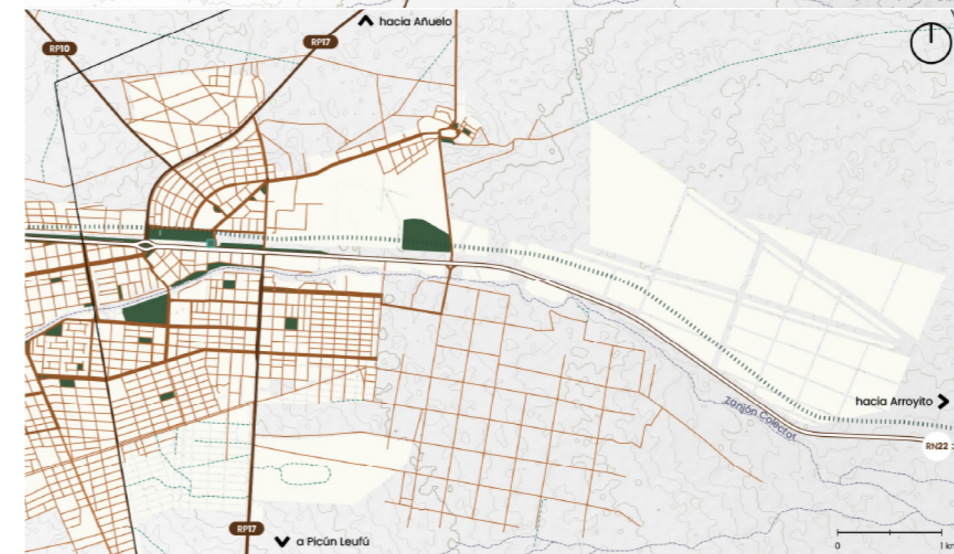 hacia Añuelo
RP17
RP10
hacia Arroyito
Zanjón Colector
RN22
RP17
a Picún Leufú
0
1 km